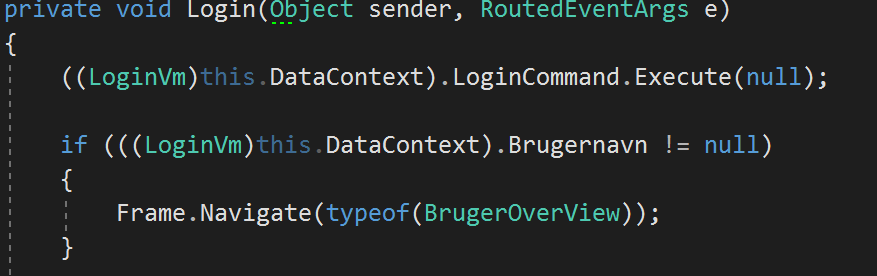 private void Login(Object sender, RoutedEventArgs e)
{
    ((LoginVm)this.DataContext).LoginCommand.Execute(null);
    if (((LoginVm)this.DataContext).Brugernavn != null)
    {
        Frame.Navigate(typeof(BrugerOverView));
    }